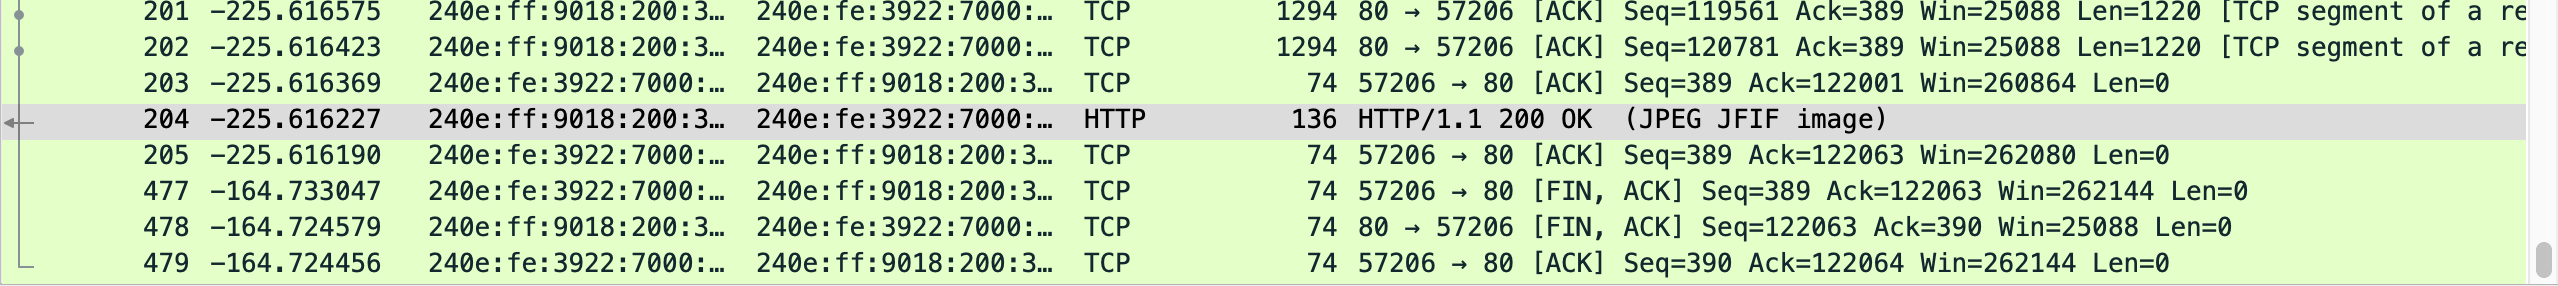 201 -225.616575 240e:ff:9018:200:3… 240e:fe:3922:7000:… TCP 1294 80 → 57206 [ACK] Seq=119561 Ack=389 Win=25088 Len=1220 [TCP segment of a re
202 -225.616423 240e:ff:9018:200:3… 240e:fe:3922:7000:… TCP 1294 80 → 57206 [ACK] Seq=120781 Ack=389 Win=25088 Len=1220 [TCP segment of a re
203 -225.616369 240e:fe:3922:7000:… 240e:ff:9018:200:3… TCP 74 57206 → 80 [ACK] Seq=389 Ack=122001 Win=260864 Len=0
204 -225.616227 240e:ff:9018:200:3… 240e:fe:3922:7000:… HTTP 136 HTTP/1.1 200 OK (JPEG JFIF image)
205 -225.616190 240e:fe:3922:7000:… 240e:ff:9018:200:3… TCP 74 57206 → 80 [ACK] Seq=389 Ack=122063 Win=262080 Len=0
477 -164.733047 240e:fe:3922:7000:… 240e:ff:9018:200:3… TCP 74 57206 → 80 [FIN, ACK] Seq=389 Ack=122063 Win=262144 Len=0
478 -164.724579 240e:ff:9018:200:3… 240e:fe:3922:7000:… TCP 74 80 → 57206 [FIN, ACK] Seq=122063 Ack=390 Win=25088 Len=0
479 -164.724456 240e:fe:3922:7000:… 240e:ff:9018:200:3… TCP 74 57206 → 80 [ACK] Seq=390 Ack=122064 Win=262144 Len=0